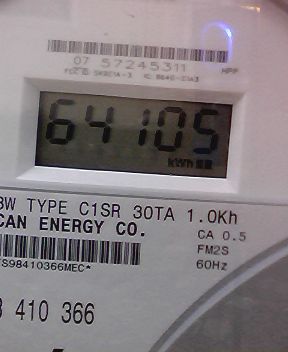 07 57245311
64105
kWh
3W TYPE C1SR 30TA 1.0Kh
CAN ENERGY CO.
CA 0.5
FM2S
60Hz
S98410366MEC*
410 366